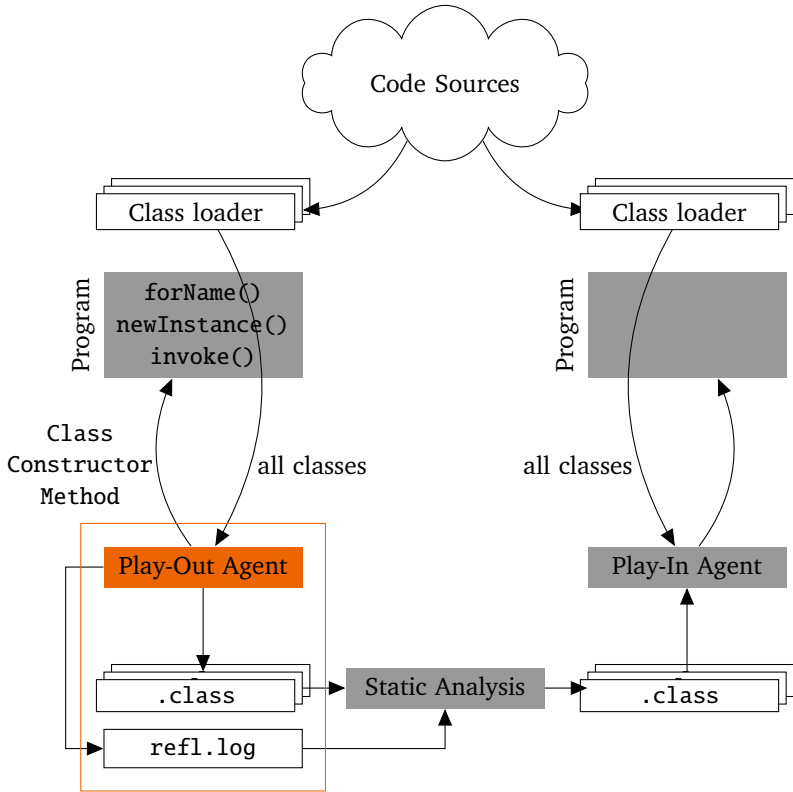 Code Sources
Class loader
Class loader
Program
forName()
newInstance()
invoke()
Program
Class
Constructor
Method
all classes
all classes
Play-Out Agent
Play-In Agent
.class
Static Analysis
.class
refl.log